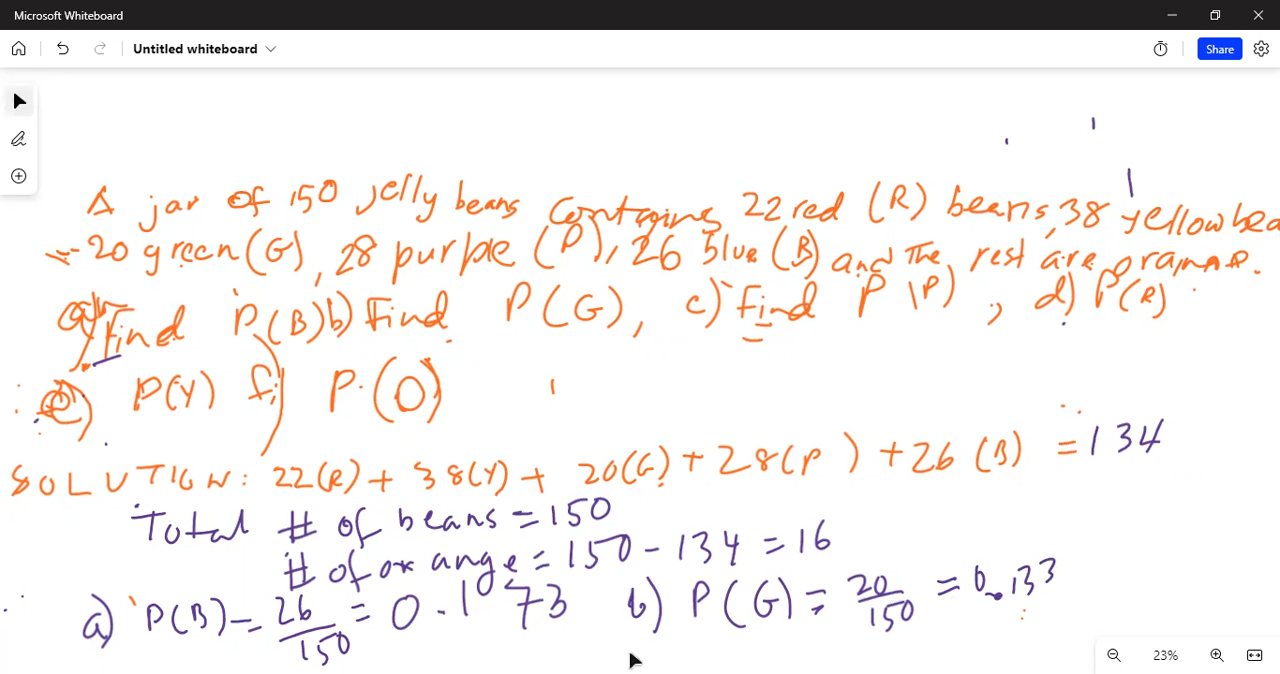 Microsoft Whiteboard
Untitled whiteboard
Share
A jar of 150 jelly beans contains 22 red (R) beans, 38 yellow bea
20 green (G), 28 purple (P), 26 blue (B) and the rest are orange.
a) Find P(B) b) Find P(G), c) Find P(P), d) P(R)
e) P(Y) f) P(O)
SOLUTION: 22(R) + 38(Y) + 20(G) + 28(P) + 26(B) = 134
Total # of beans = 150
# of orange = 150 - 134 = 16
a) P(B) = 26/150 = 0.173 b) P(G) = 20/150 = 0.133
23%